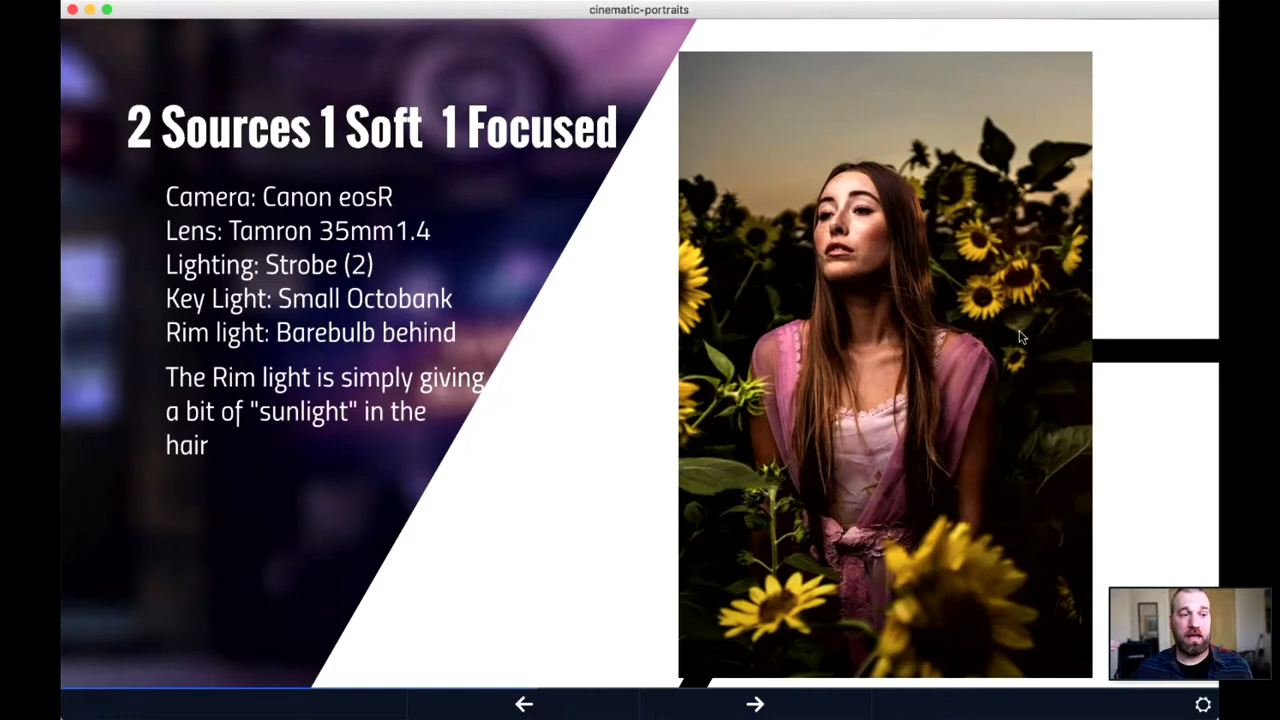 cinematic-portraits
2 Sources 1 Soft 1 Focused
Camera: Canon eosR
Lens: Tamron 35mm1.4
Lighting: Strobe (2)
Key Light: Small Octobank
Rim light: Barebulb behind
The Rim light is simply giving
a bit of "sunlight" in the
hair